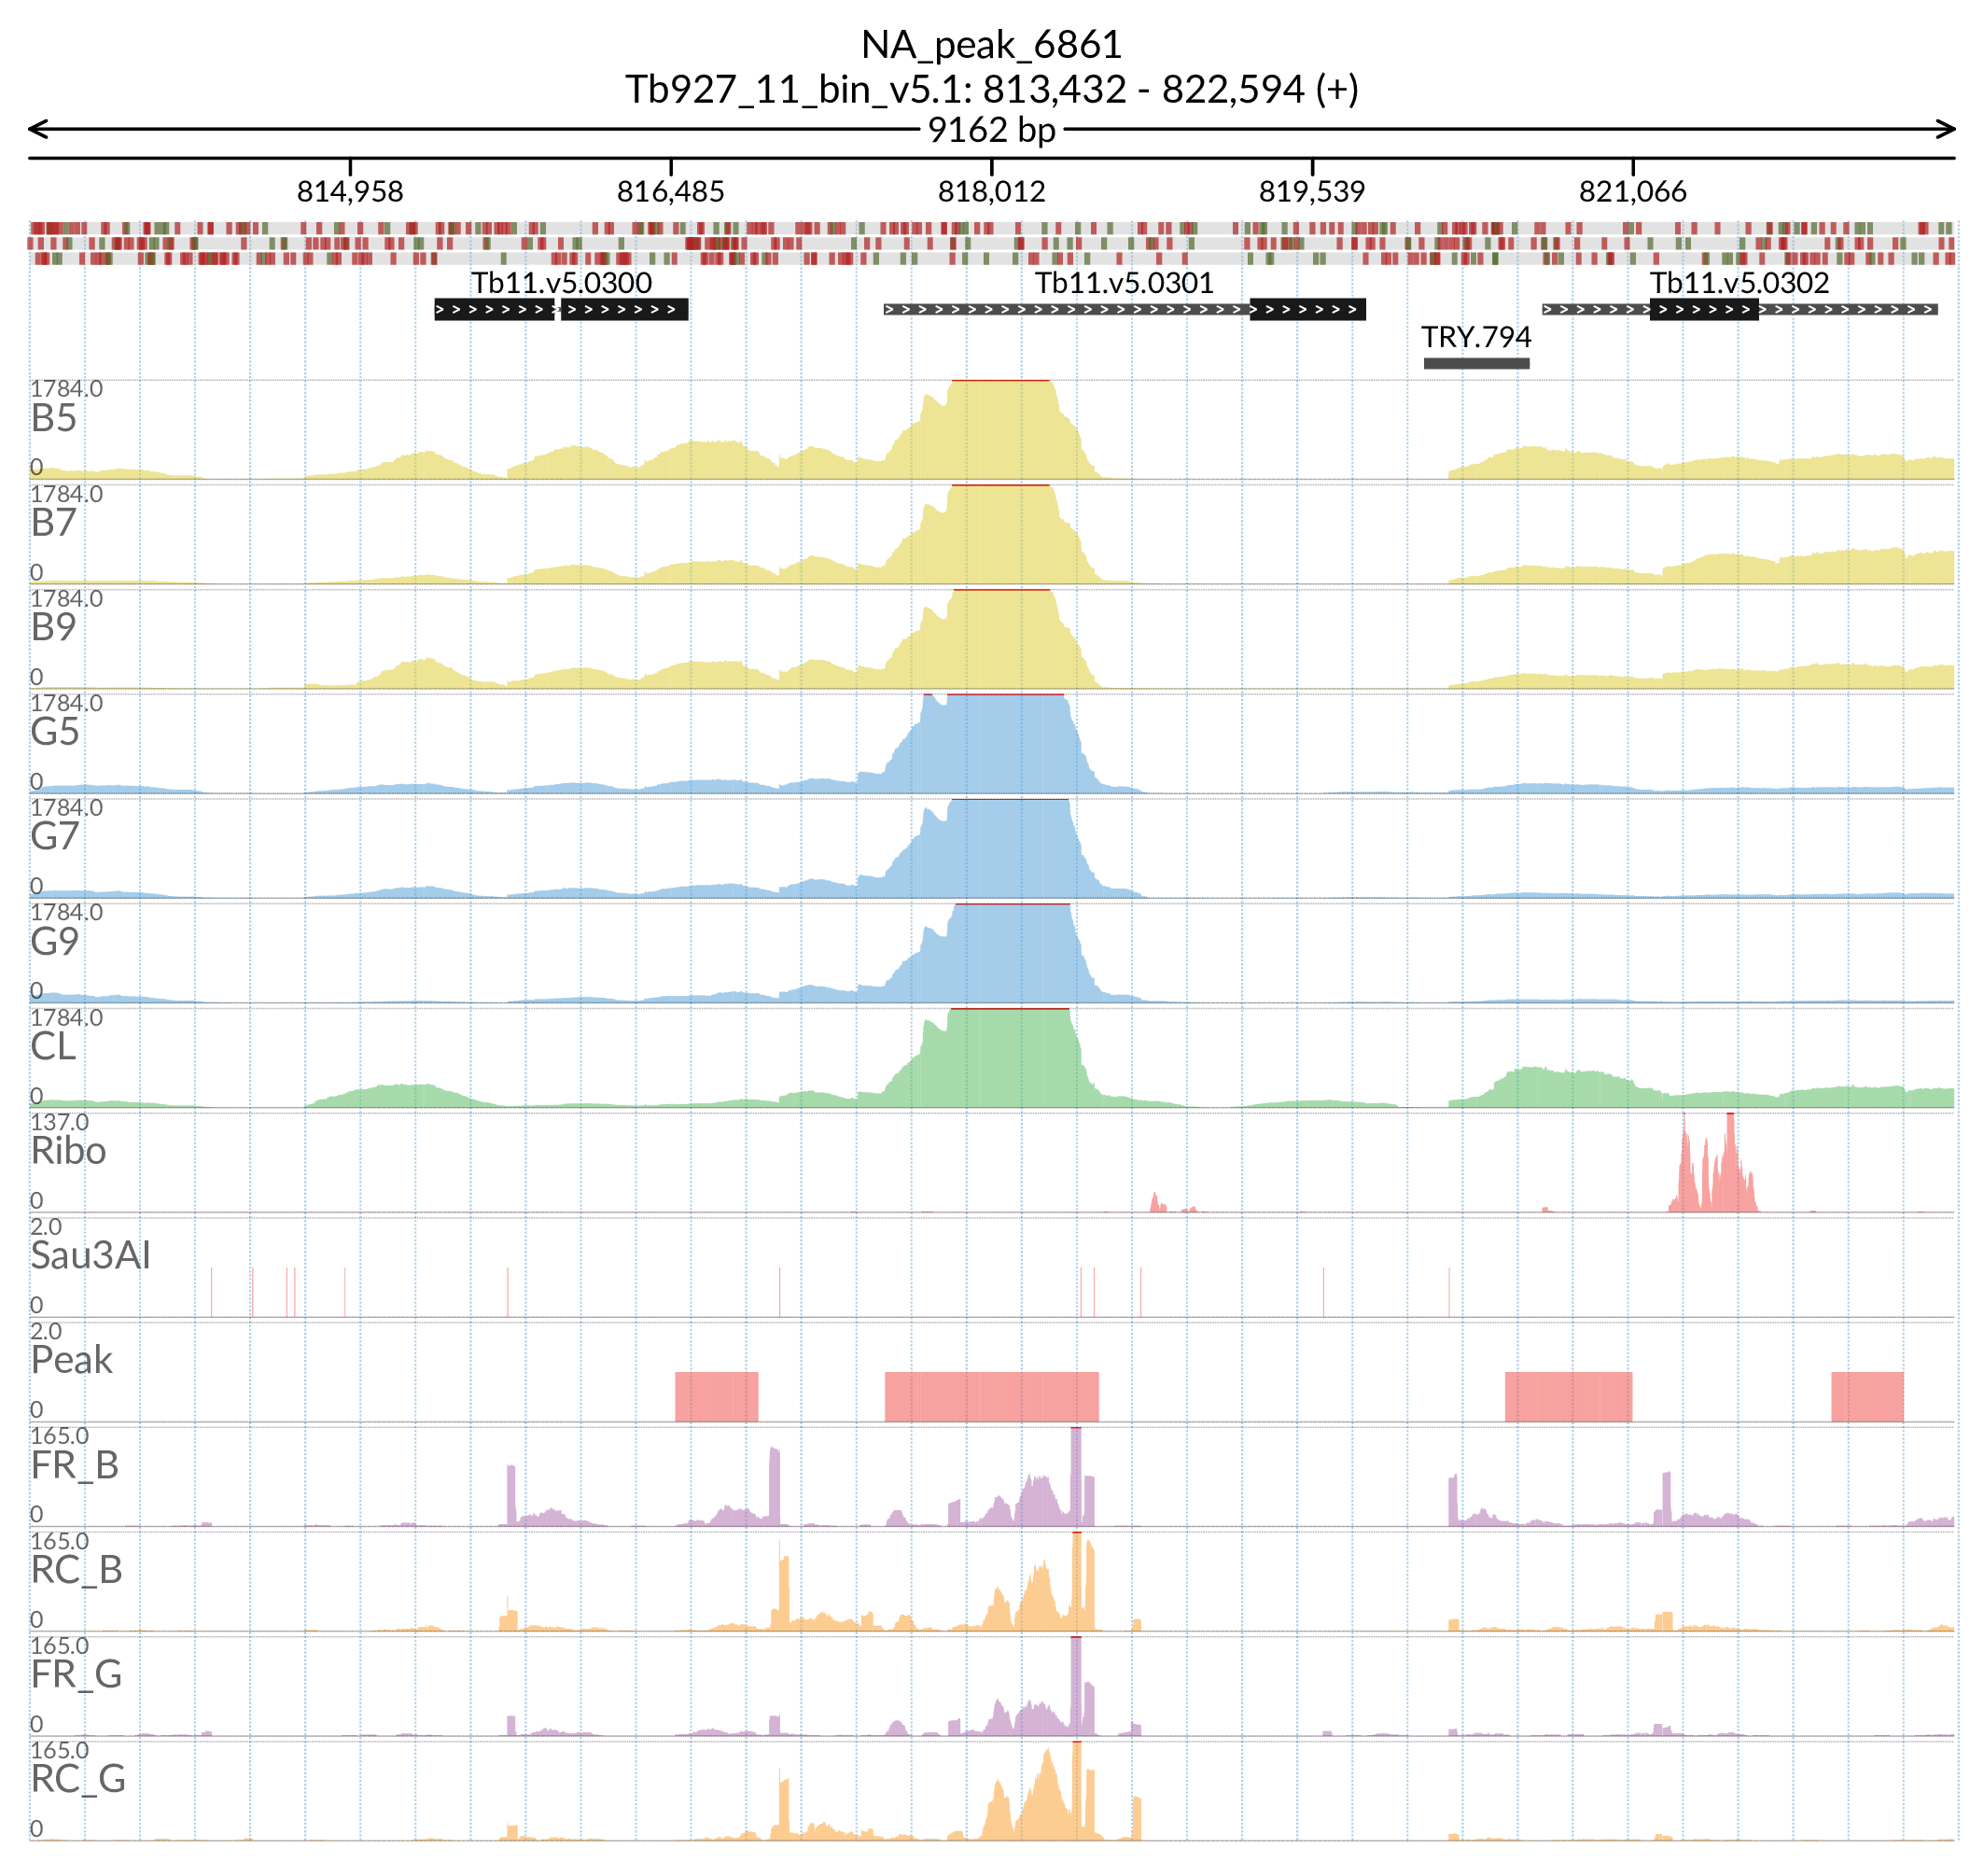 NA_peak_6861
Tb927_11_bin_v5.1: 813,432 - 822,594 (+)
9162 bp
814,958 816,485 818,012 819,539 821,066
Tb11.v5.0300 Tb11.v5.0301 Tb11.v5.0302
TRY.794
1784.0
B5
0
1784.0
B7
0
1784.0
B9
0
1784.0
G5
0
1784.0
G7
0
1784.0
G9
0
1784.0
CL
0
137.0
Ribo
0
2.0
Sau3AI
0
2.0
Peak
0
165.0
FR_B
0
165.0
RC_B
0
165.0
FR_G
0
165.0
RC_G
0